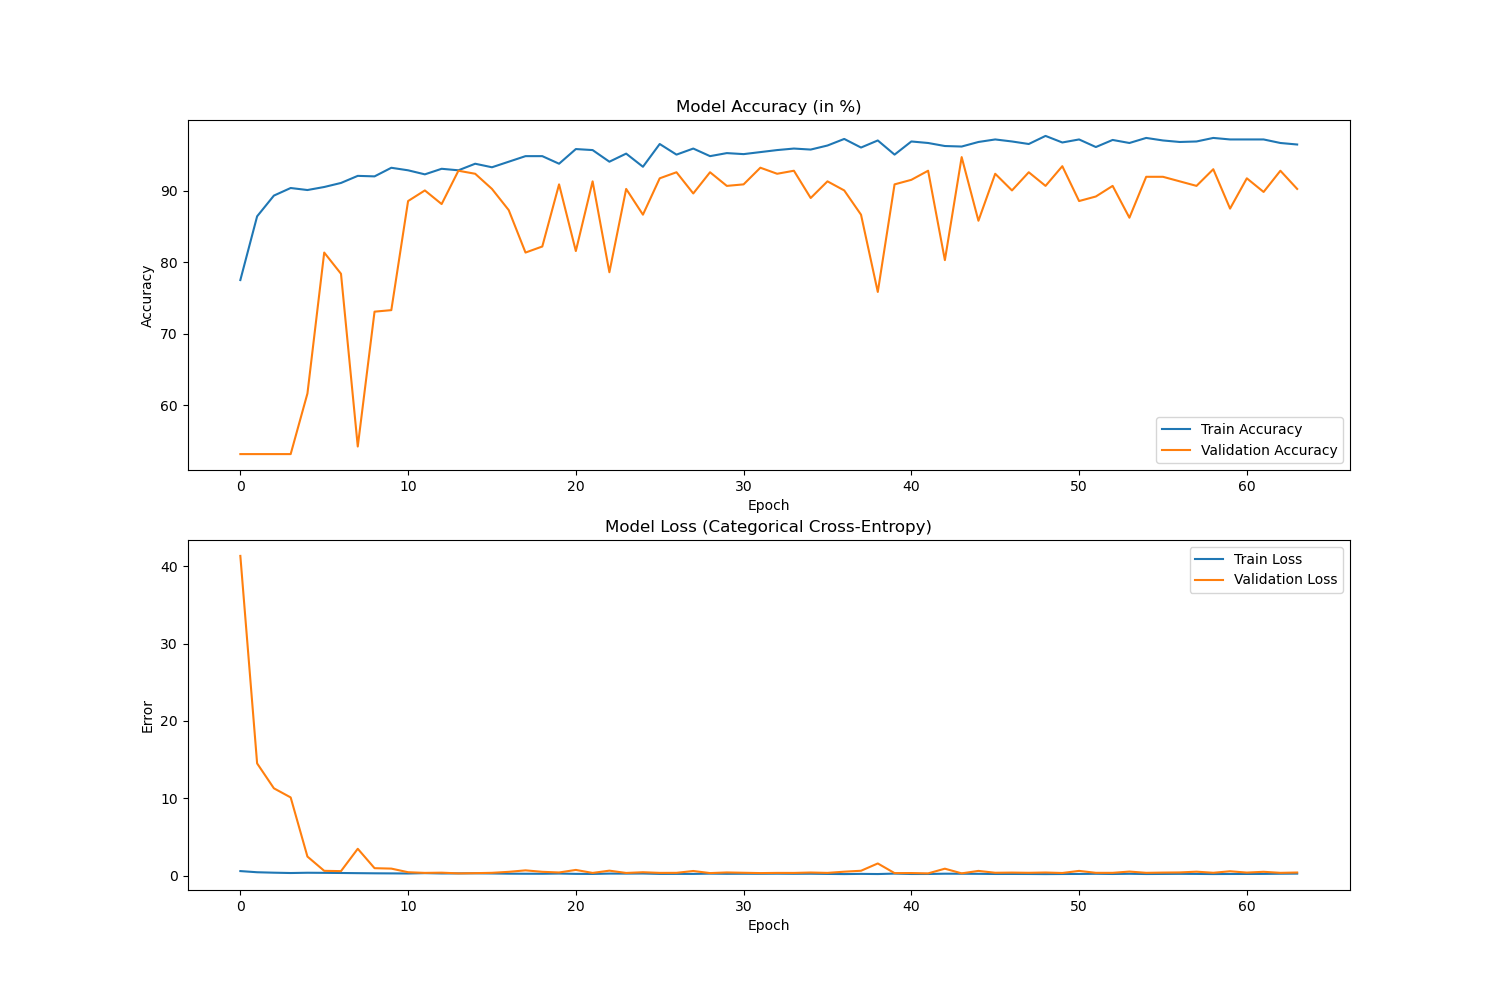 Model Accuracy (in %)
Accuracy
90
80
70
60
Train Accuracy
Validation Accuracy
0 10 20 30 40 50 60
Epoch
Model Loss (Categorical Cross-Entropy)
Error
40
30
20
10
0
Train Loss
Validation Loss
0 10 20 30 40 50 60
Epoch